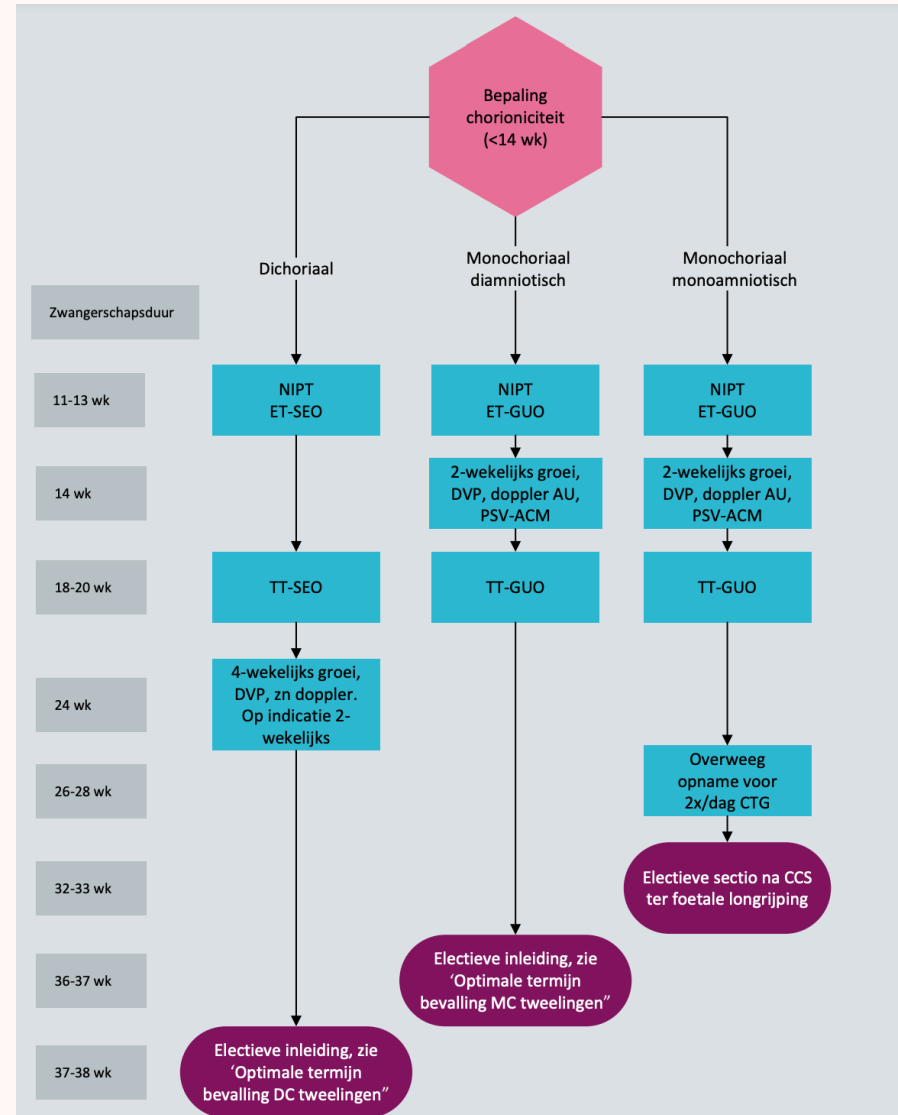 Bepaling
chorioniciteit
(<14 wk)
Dichoriaal
Monochoriaal
diamniotisch
Monochoriaal
monoamniotisch
Zwangerschapsduur
11-13 wk
NIPT
ET-SEO
NIPT
ET-GUO
NIPT
ET-GUO
14 wk
2-wekelijks groei,
DVP, doppler AU,
PSV-ACM
2-wekelijks groei,
DVP, doppler AU,
PSV-ACM
18-20 wk
TT-SEO
TT-GUO
TT-GUO
24 wk
4-wekelijks groei,
DVP, zn doppler.
Op indicatie 2-
wekelijks
26-28 wk
Overweeg
opname voor
2x/dag CTG
32-33 wk
Electieve sectio na CCS
ter foetale longrijping
36-37 wk
Electieve inleiding, zie
‘Optimale termijn
bevalling MC tweelingen”
37-38 wk
Electieve inleiding, zie
‘Optimale termijn
bevalling DC tweelingen”